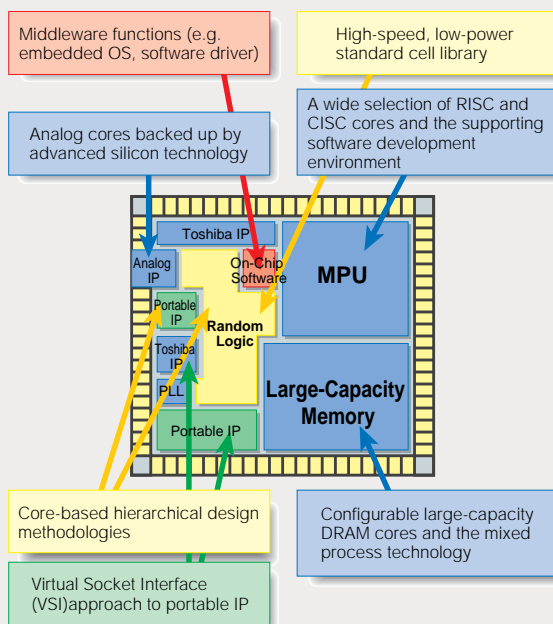 Middleware functions (e.g.
embedded OS, software driver)
High-speed, low-power
standard cell library
Analog cores backed up by
advanced silicon technology
A wide selection of RISC and
CISC cores and the supporting
software development
environment
Toshiba IP
Analog
IP
On-Chip
Software
MPU
Portable
IP
Random
Logic
Toshiba
IP
PLL
Large-Capacity
Memory
Portable IP
Core-based hierarchical design
methodologies
Configurable large-capacity
DRAM cores and the mixed
process technology
Virtual Socket Interface
(VSI)approach to portable IP